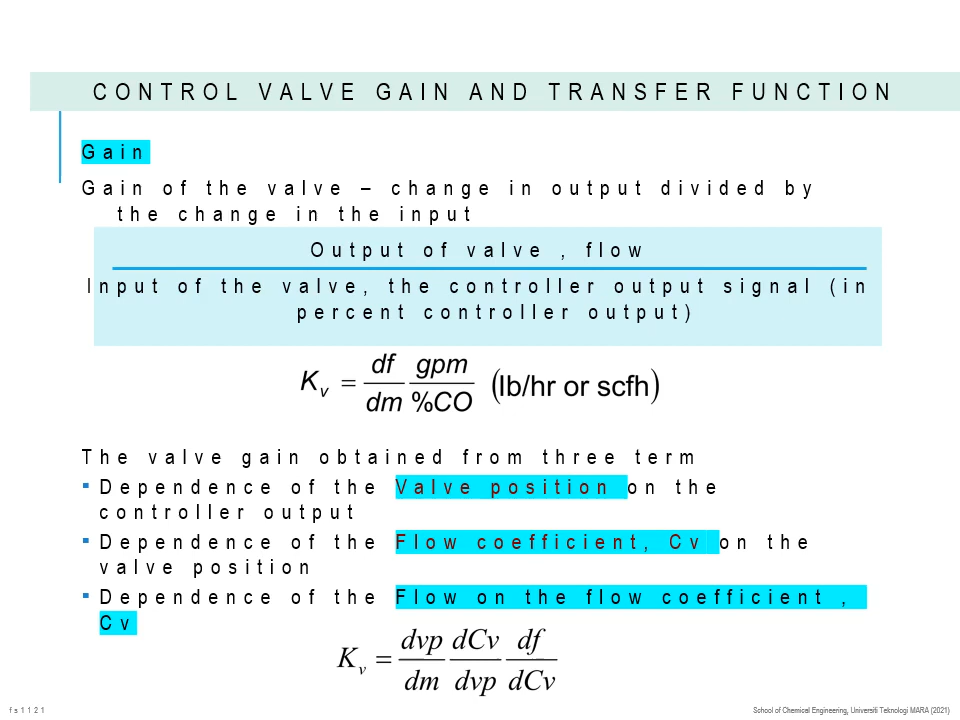 CONTROL VALVE GAIN AND TRANSFER FUNCTION
Gain
Gain of the valve – change in output divided by
the change in the input
Output of valve , flow
Input of the valve, the controller output signal (in
percent controller output)
K_v = df/dm gpm/%CO (lb/hr or scfh)
The valve gain obtained from three term
▪ Dependence of the Valve position on the
controller output
▪ Dependence of the Flow coefficient, Cv on the
valve position
▪ Dependence of the Flow on the flow coefficient ,
Cv
K_v = dvp/dm dCv/dvp df/dCv
fs1121
School of Chemical Engineering, Universiti Teknologi MARA (2021)